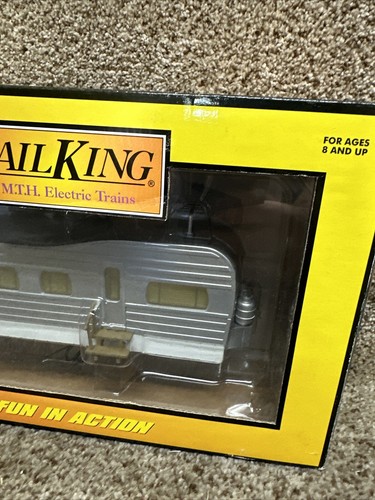 AILKING®
M.T.H. Electric Trains
FOR AGES
8 AND UP
FUN IN ACTION